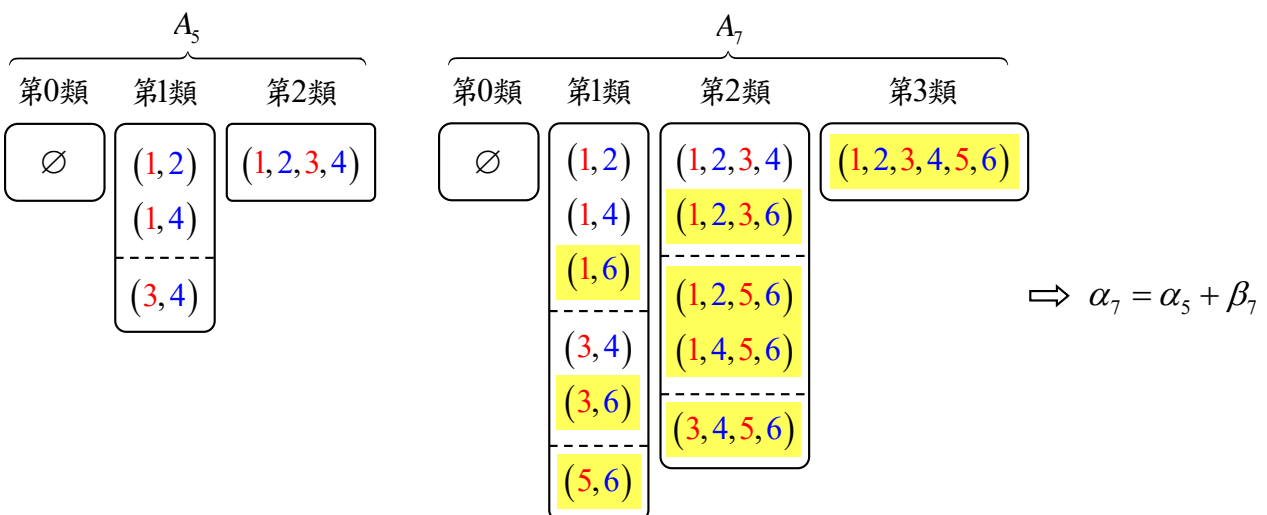 A₅ A₇
第0類 第1類 第2類 第0類 第1類 第2類 第3類
∅ (1,2) (1,2,3,4) ∅ (1,2) (1,2,3,4) (1,2,3,4,5,6)
(1,4) (1,4) (1,2,3,6)
(3,4) (1,6) (1,2,5,6) ⇨ α₇ = α₅ + β₇
(3,4) (1,4,5,6)
(3,6) (3,4,5,6)
(5,6)